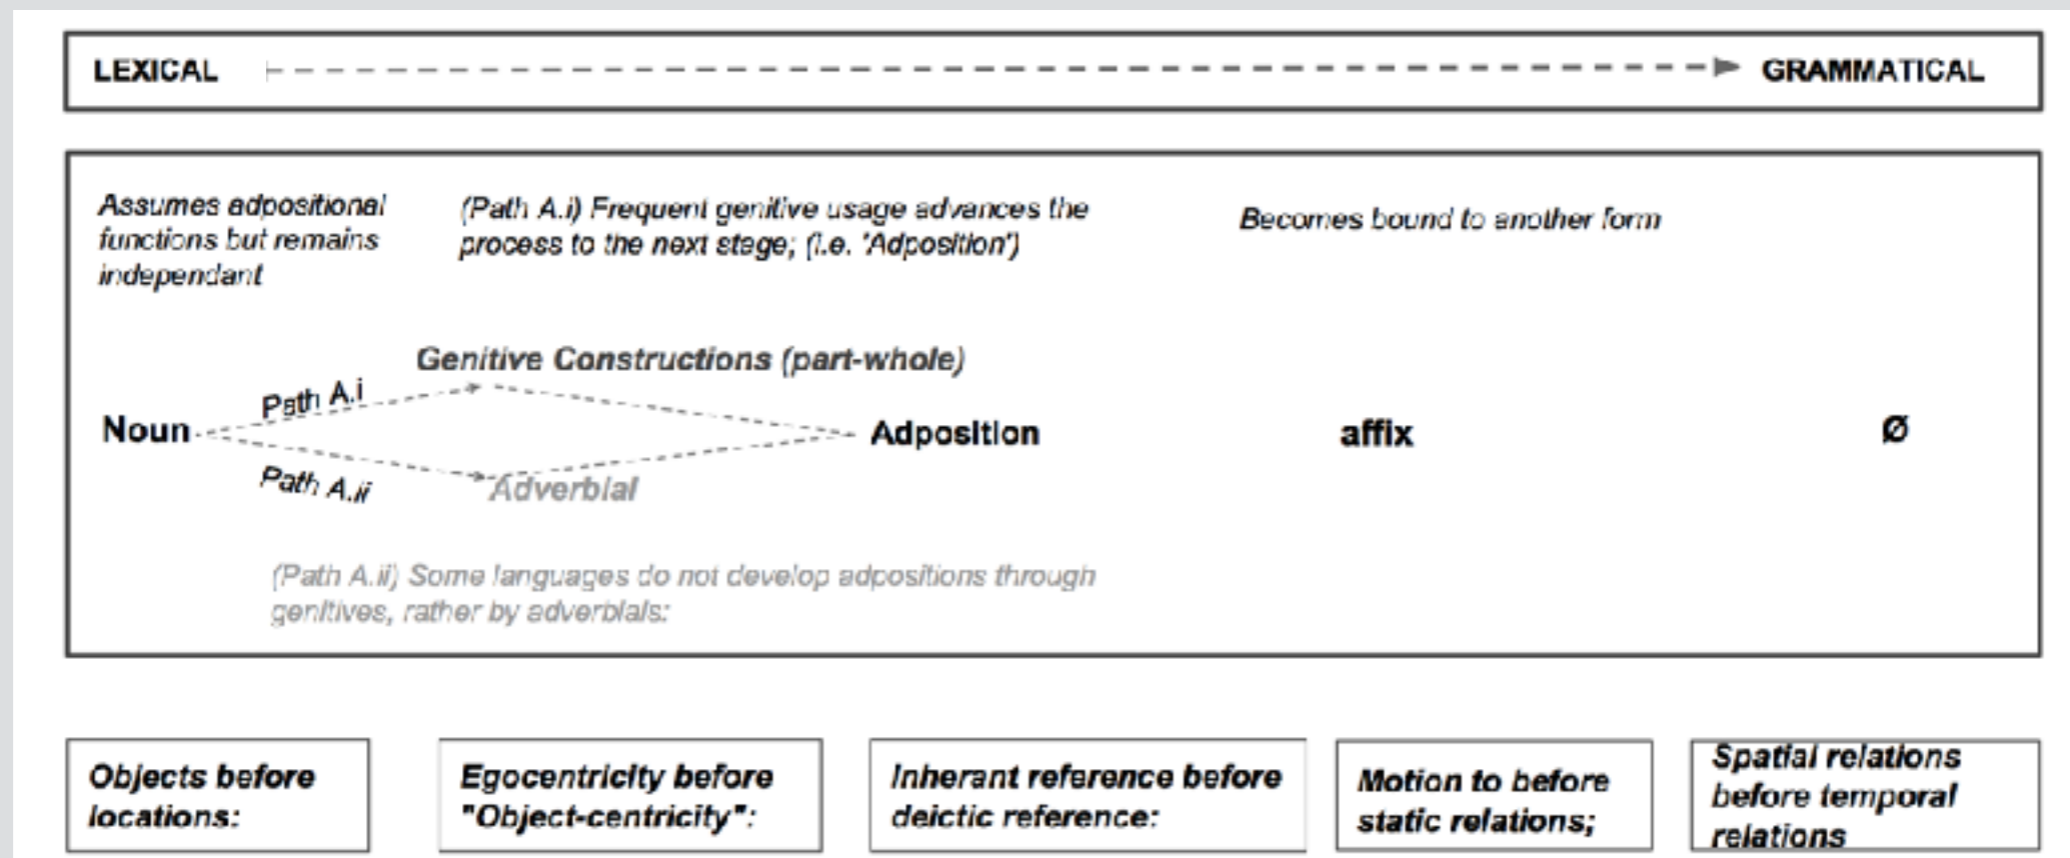 LEXICAL
GRAMMATICAL
Assumes adpositional
functions but remains
independant
(Path A.i) Frequent genitive usage advances the
process to the next stage; (i.e. 'Adposition')
Becomes bound to another form
Genitive Constructions (part-whole)
Path A.i
Noun
Adposition
affix
Ø
Path A.ii
Adverbial
(Path A.ii) Some languages do not develop adpositions through
genitives, rather by adverbials:
Objects before
locations:
Egocentricity before
"Object-centricity":
Inherant reference before
deictic reference:
Motion to before
static relations;
Spatial relations
before temporal
relations